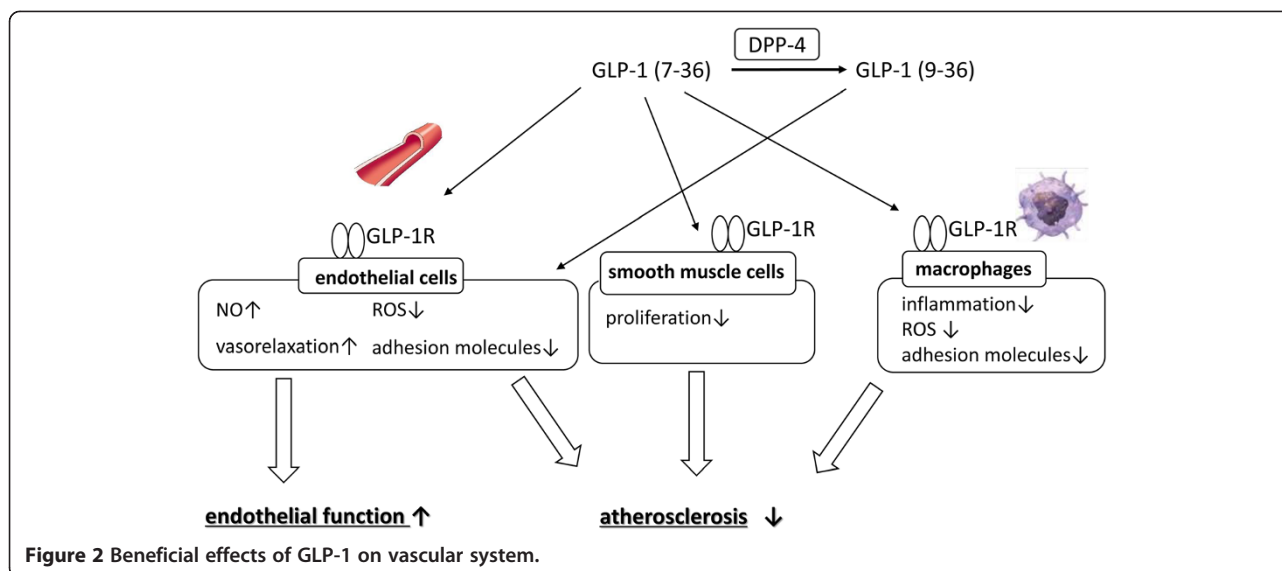 DPP-4
GLP-1 (7-36) GLP-1 (9-36)
GLP-1R GLP-1R GLP-1R
endothelial cells smooth muscle cells macrophages
NO↑ ROS↓
vasorelaxation↑ adhesion molecules↓
proliferation↓
inflammation↓
ROS ↓
adhesion molecules↓
endothelial function ↑ atherosclerosis ↓
Figure 2 Beneficial effects of GLP-1 on vascular system.